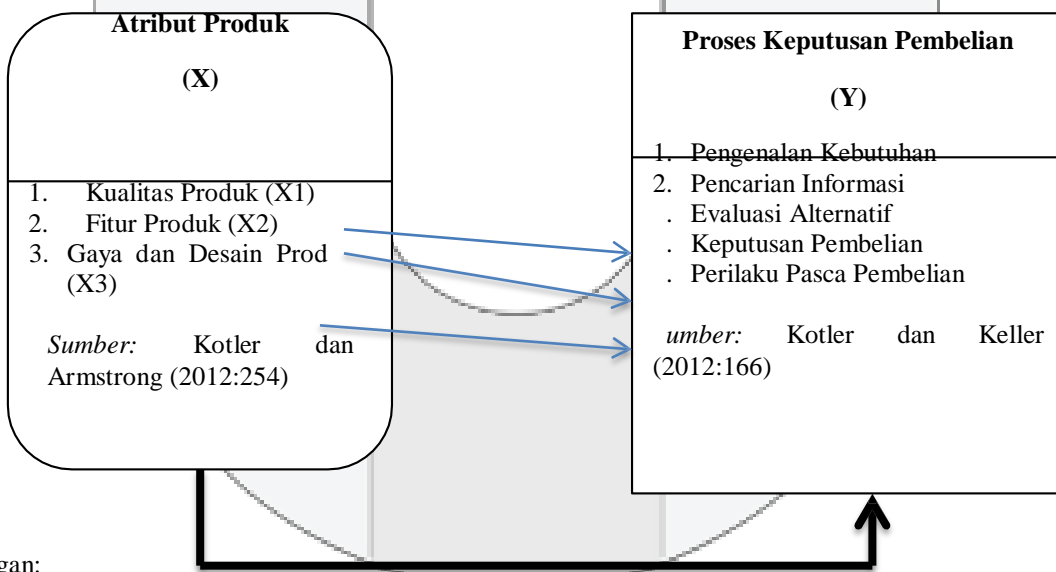 Atribut Produk
(X)
1. Kualitas Produk (X1)
2. Fitur Produk (X2)
3. Gaya dan Desain Prod
(X3)
Sumber: Kotler dan
Armstrong (2012:254)
Proses Keputusan Pembelian
(Y)
1. Pengenalan Kebutuhan
2. Pencarian Informasi
. Evaluasi Alternatif
. Keputusan Pembelian
. Perilaku Pasca Pembelian
umber: Kotler dan Keller
(2012:166)
gan: